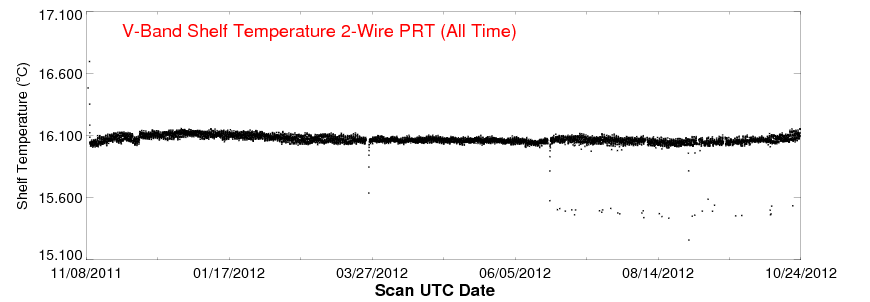 V-Band Shelf Temperature 2-Wire PRT (All Time)
17.100
16.600
16.100
15.600
15.100
Shelf Temperature (°C)
11/08/2011 01/17/2012 03/27/2012 06/05/2012 08/14/2012 10/24/2012
Scan UTC Date